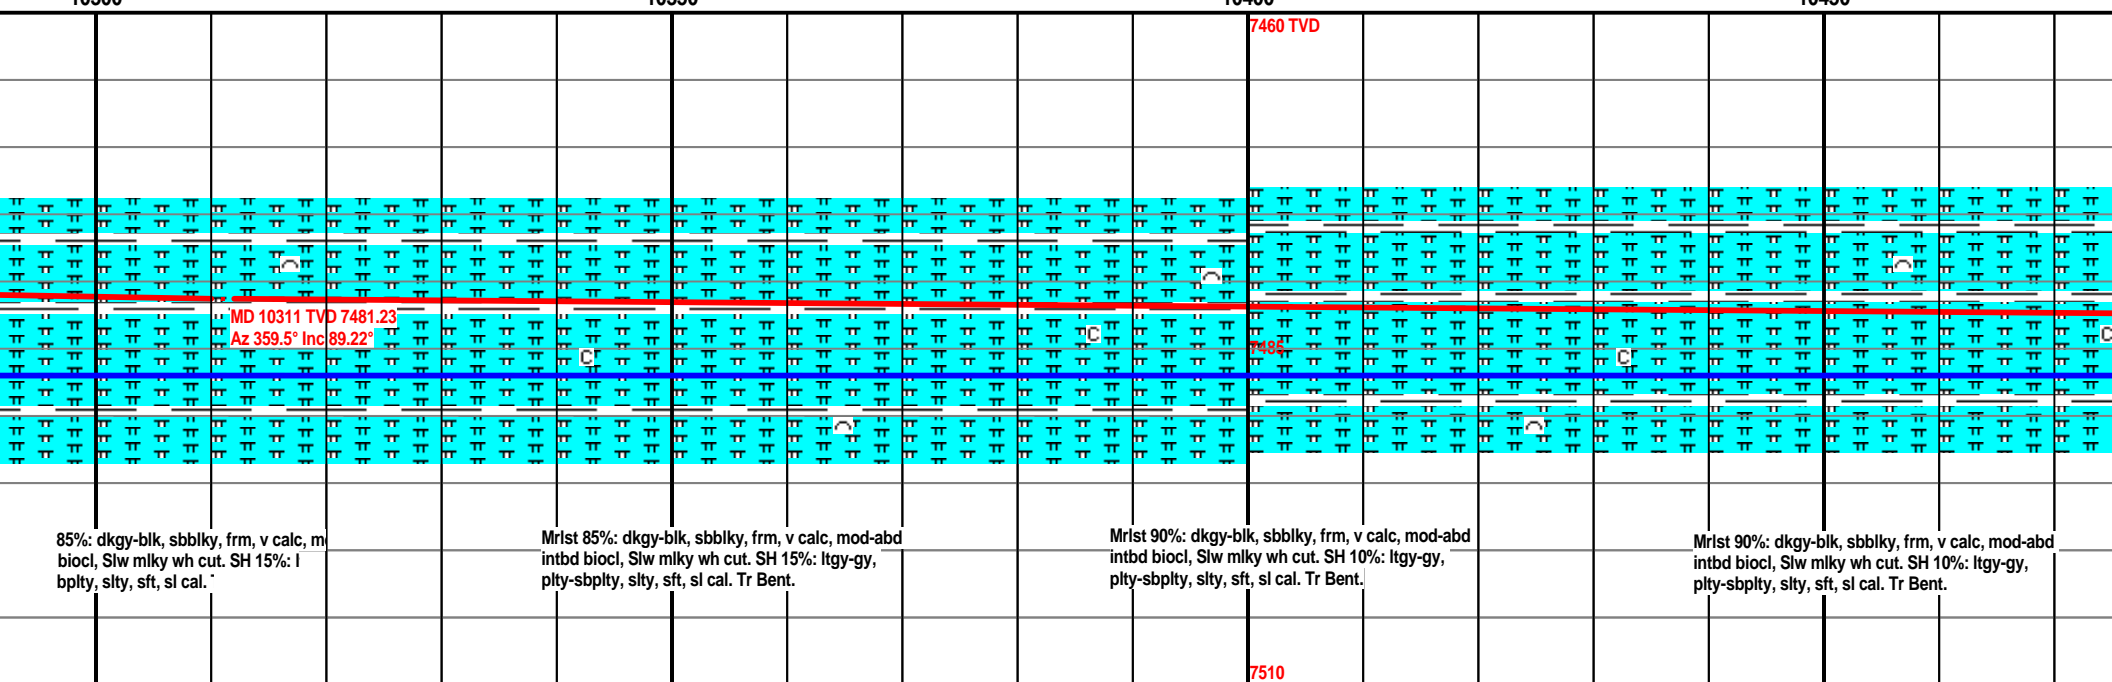 10300 10350 10400 10450
7460 TVD
MD 10311 TVD 7481.23
Az 359.5° Inc 89.22°
7485
C
C
C
C
85%: dkgy-blk, sbblky, frm, v calc, m
biocl, Slw mlky wh cut. SH 15%: l
bplty, slty, sft, sl cal.
Mrlst 85%: dkgy-blk, sbblky, frm, v calc, mod-abd
intbd biocl, Slw mlky wh cut. SH 15%: ltgy-gy,
plty-sbplty, slty, sft, sl cal. Tr Bent.
Mrlst 90%: dkgy-blk, sbblky, frm, v calc, mod-abd
intbd biocl, Slw mlky wh cut. SH 10%: ltgy-gy,
plty-sbplty, slty, sft, sl cal. Tr Bent.
Mrlst 90%: dkgy-blk, sbblky, frm, v calc, mod-abd
intbd biocl, Slw mlky wh cut. SH 10%: ltgy-gy,
plty-sbplty, slty, sft, sl cal. Tr Bent.
7510